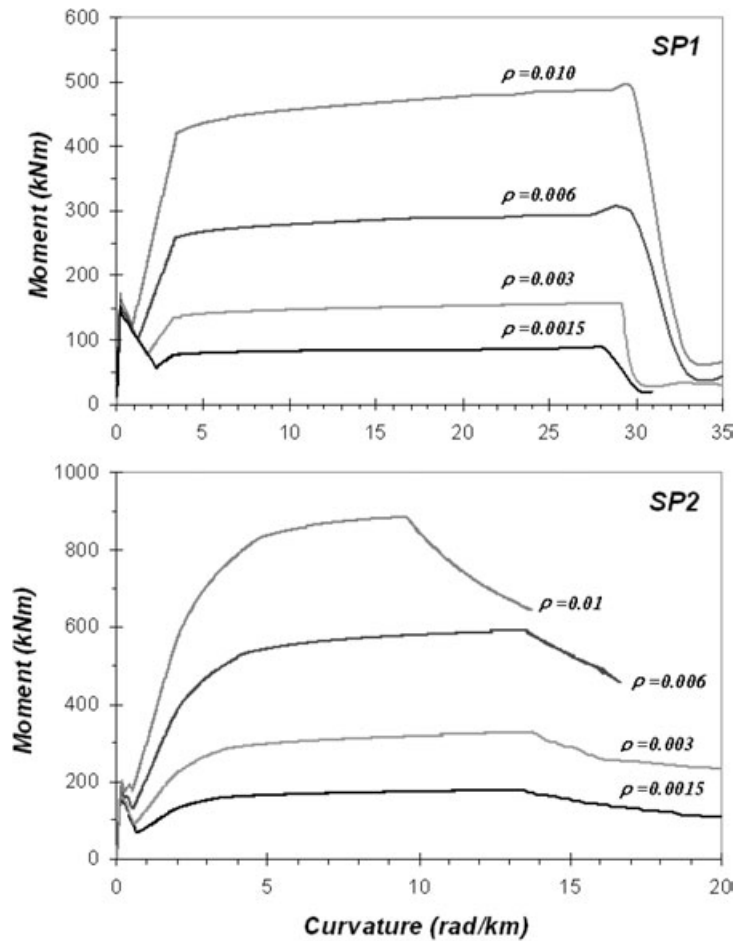 600
SP1
ρ=0.010
500
400
Moment (kNm)
ρ=0.006
300
200
ρ=0.003
100
ρ=0.0015
0
0 5 10 15 20 25 30 35
1000
SP2
800
ρ=0.01
Moment (kNm)
600
ρ=0.006
400
ρ=0.003
200
ρ=0.0015
0
0 5 10 15 20
Curvature (rad/km)